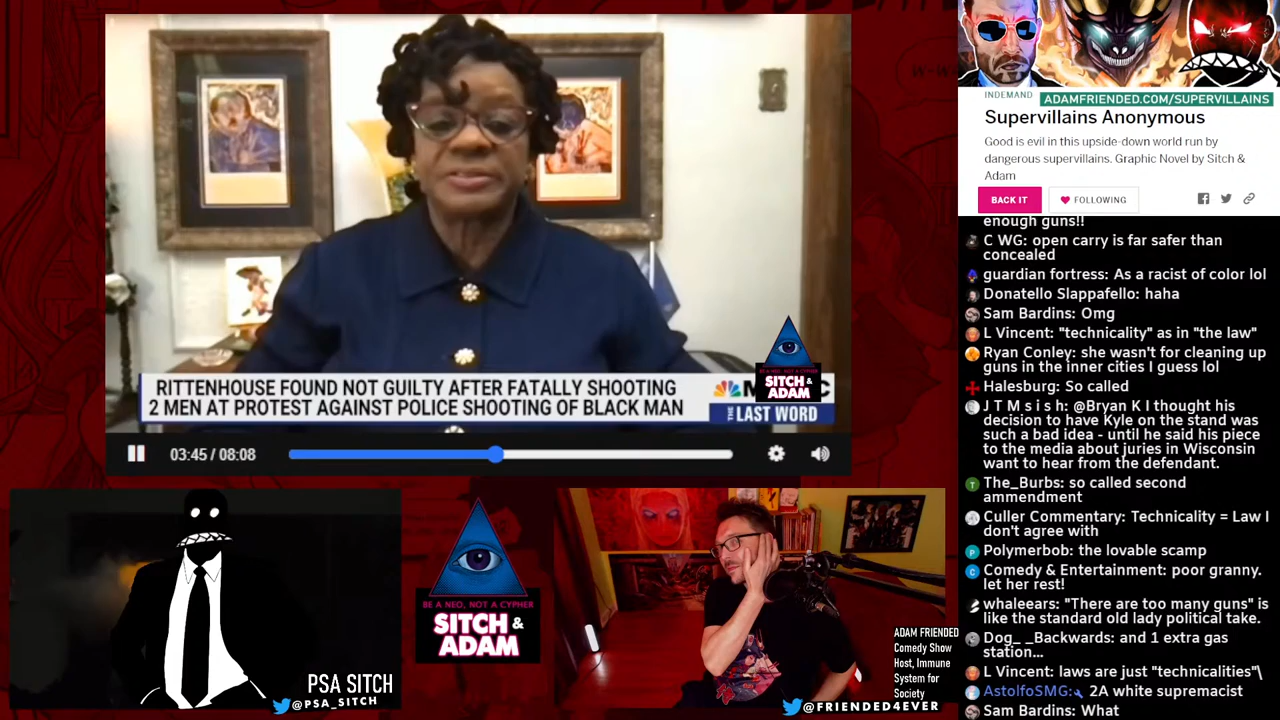 RITTENHOUSE FOUND NOT GUILTY AFTER FATALLY SHOOTING
2 MEN AT PROTEST AGAINST POLICE SHOOTING OF BLACK MAN
THE LAST WORD
BE A NEO, NOT A CYPHER
SITCH &
ADAM
03:45 / 08:08
PSA SITCH
@PSA_SITCH
BE A NEO, NOT A CYPHER
SITCH &
ADAM
ADAM FRIENDED
Comedy Show
Host, Immune
System for
Society
@FRIENDED4EVER
INDEMAND
ADAMFRIENDED.COM/SUPERVILLAINS
Supervillains Anonymous
Good is evil in this upside-down world run by
dangerous supervillains. Graphic Novel by Sitch &
Adam
BACK IT
FOLLOWING
enough guns!!
C WG: open carry is far safer than
concealed
guardian fortress: As a racist of color lol
Donatello Slappafello: haha
Sam Bardins: Omg
L Vincent: "technicality" as in "the law"
Ryan Conley: she wasn't for cleaning up
guns in the inner cities I guess lol
Halesburg: So called
J T M s i s h: @Bryan K I thought his
decision to have Kyle on the stand was
such a bad idea - until he said his piece
to the media about juries in Wisconsin
want to hear from the defendant.
The_Burbs: so called second
ammendment
Culler Commentary: Technicality = Law I
don't agree with
Polymerbob: the lovable scamp
Comedy & Entertainment: poor granny.
let her rest!
whaleears: "There are too many guns" is
like the standard old lady political take.
Dog_ _Backwards: and 1 extra gas
station...
L Vincent: laws are just "technicalities"\
AstolfoSMG: 2A white supremacist
Sam Bardins: What